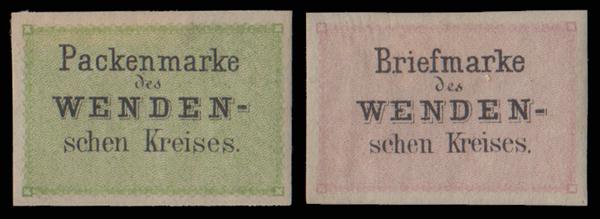 Packenmarke
des
WENDEN-
schen Kreises.
Briefmarke
des
WENDEN-
schen Kreises.